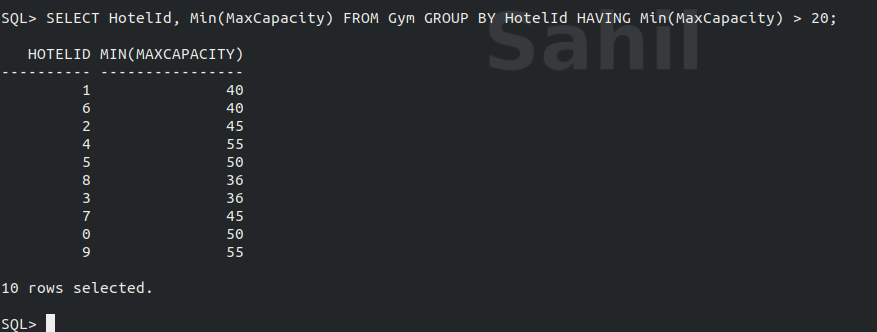 SQL> SELECT HotelId, Min(MaxCapacity) FROM Gym GROUP BY HotelId HAVING Min(MaxCapacity) > 20;
Sahil
HOTELID MIN(MAXCAPACITY)
---------- ----------------
1 40
6 40
2 45
4 55
5 50
8 36
3 36
7 45
0 50
9 55
10 rows selected.
SQL>